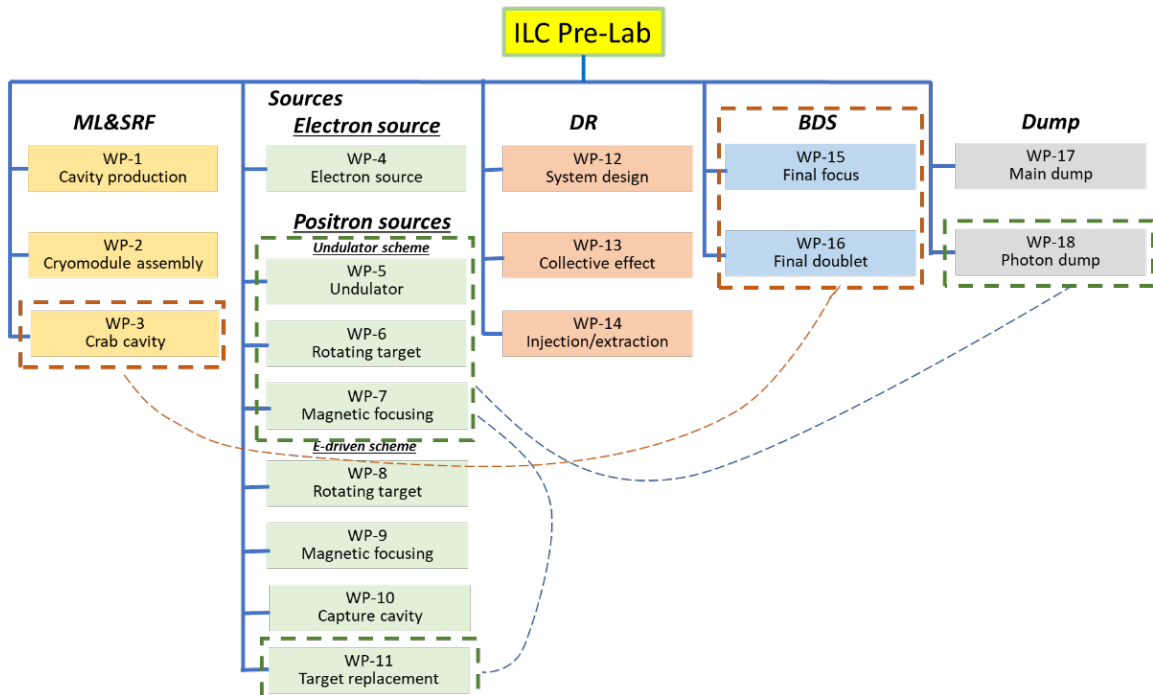 ILC Pre-Lab
ML&SRF
WP-1
Cavity production
WP-2
Cryomodule assembly
WP-3
Crab cavity
Sources
Electron source
WP-4
Electron source
Positron sources
Undulator scheme
WP-5
Undulator
WP-6
Rotating target
WP-7
Magnetic focusing
E-driven scheme
WP-8
Rotating target
WP-9
Magnetic focusing
WP-10
Capture cavity
WP-11
Target replacement
DR
WP-12
System design
WP-13
Collective effect
WP-14
Injection/extraction
BDS
WP-15
Final focus
WP-16
Final doublet
Dump
WP-17
Main dump
WP-18
Photon dump